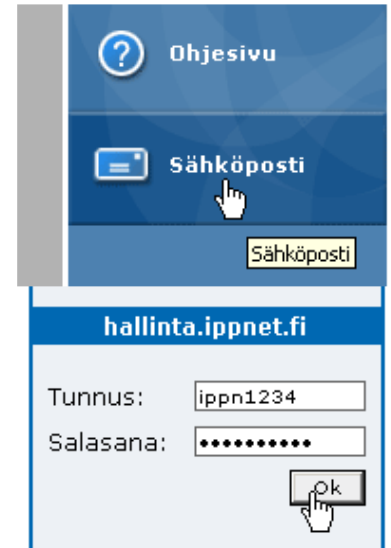 Ohjesivu
Sähköposti
Sähköposti
hallinta.ippnet.fi
Tunnus: ippn1234
Salasana: ••••••••••
Ok